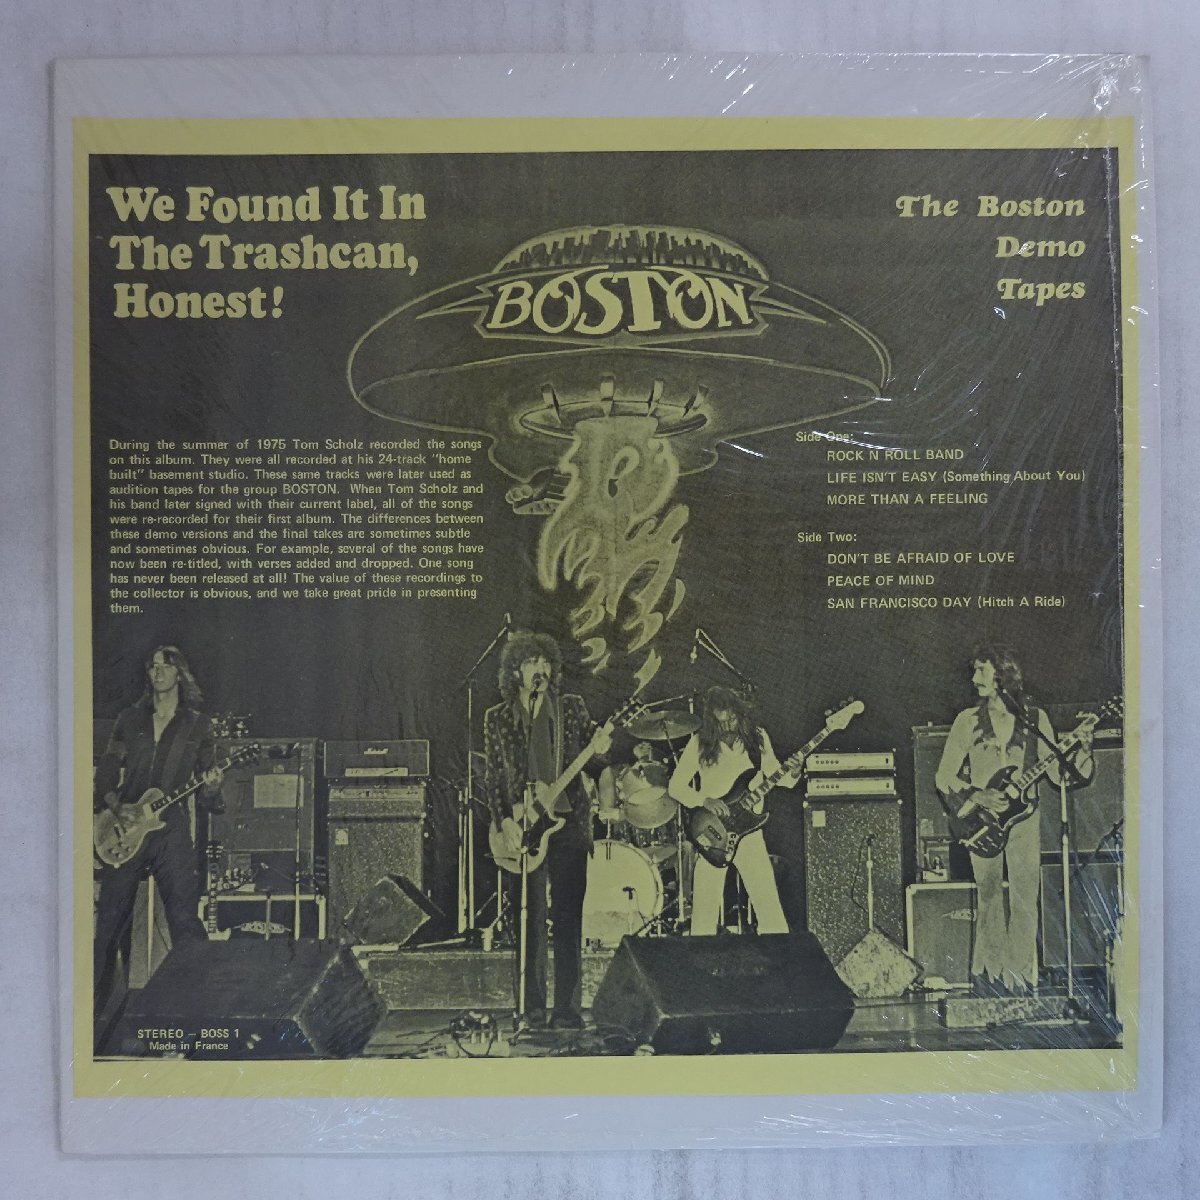 We Found It In
The Trashcan,
Honest!
The Boston
Demo
Tapes
BOSTON
During the summer of 1975 Tom Scholz recorded the songs
on this album. They were all recorded at his 24-track "home
built" basement studio. These same tracks were later used as
audition tapes for the group BOSTON. When Tom Scholz and
his band later signed with their current label, all of the songs
were re-recorded for their first album. The differences between
these demo versions and the final takes are sometimes subtle
and sometimes obvious. For example, several of the songs have
now been re-titled, with verses added and dropped. One song
has never been released at all! The value of these recordings to
the collector is obvious, and we take great pride in presenting
them.
Side One:
ROCK N ROLL BAND
LIFE ISN'T EASY (Something About You)
MORE THAN A FEELING
Side Two:
DON'T BE AFRAID OF LOVE
PEACE OF MIND
SAN FRANCISCO DAY (Hitch A Ride)
Marshall
STEREO – BOSS 1
Made in France